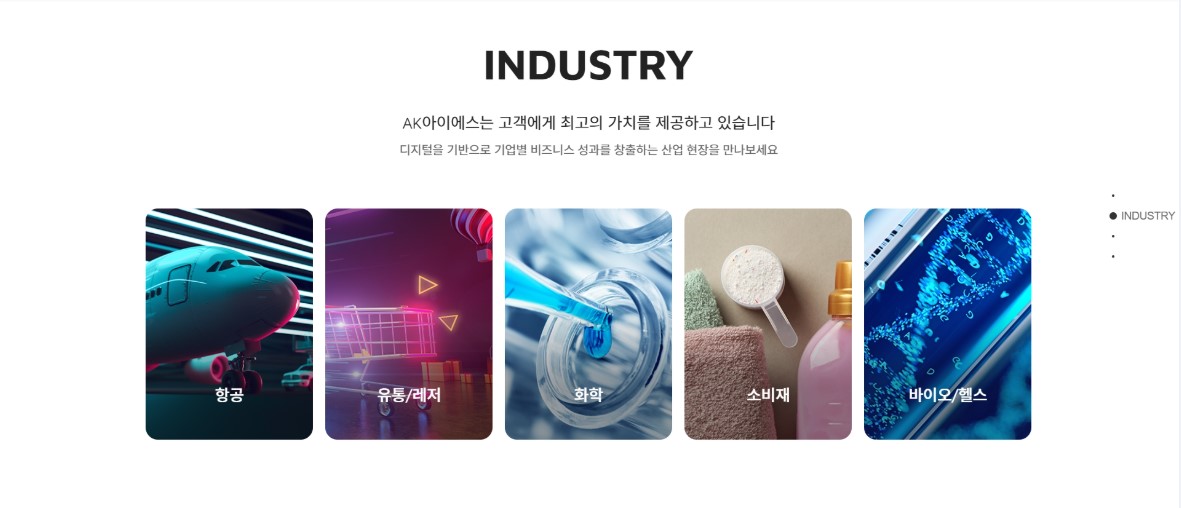 INDUSTRY
AK아이에스는 고객에게 최고의 가치를 제공하고 있습니다
디지털을 기반으로 기업별 비즈니스 성과를 창출하는 산업 현장을 만나보세요
INDUSTRY
항공
유통/레저
화학
소비재
바이오/헬스